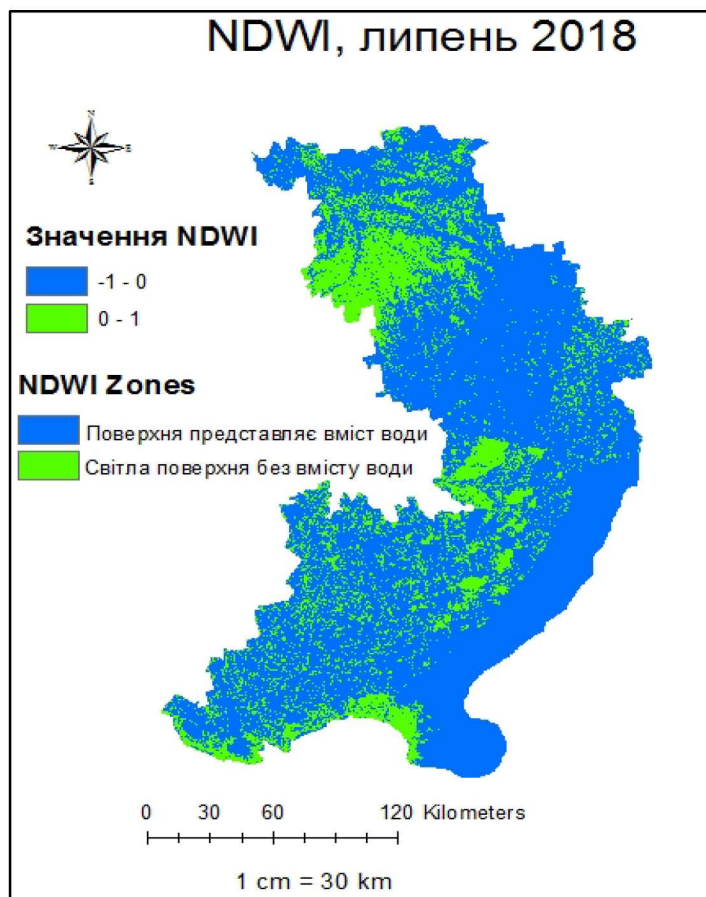 NDWI, липень 2018
N
W E
S
Значення NDWI
-1 - 0
0 - 1
NDWI Zones
Поверхня представляє вміст води
Світла поверхня без вмісту води
0 30 60 120 Kilometers
1 cm = 30 km